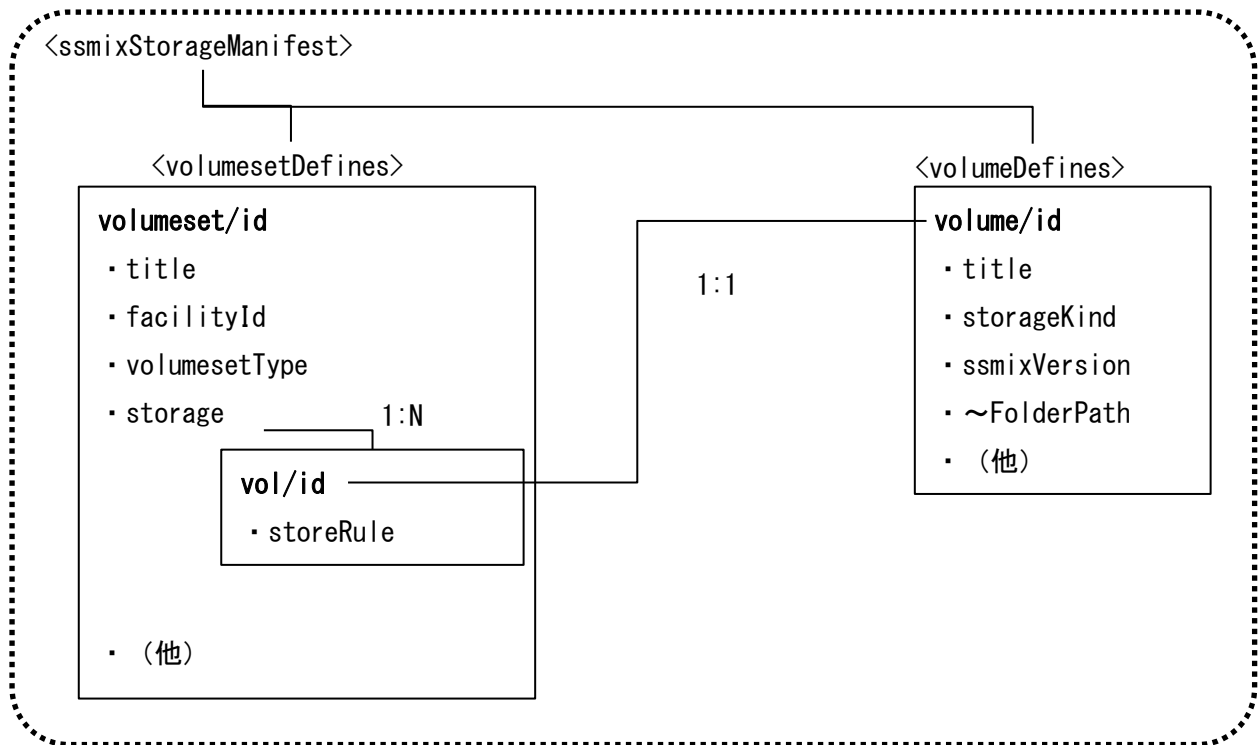 <ssmixStorageManifest>
<volumesetDefines>
volumeset/id
・title
・facilityId
・volumesetType
・storage
1:N
vol/id
・storeRule
・（他）
1:1
<volumeDefines>
volume/id
・title
・storageKind
・ssmixVersion
・～FolderPath
・（他）